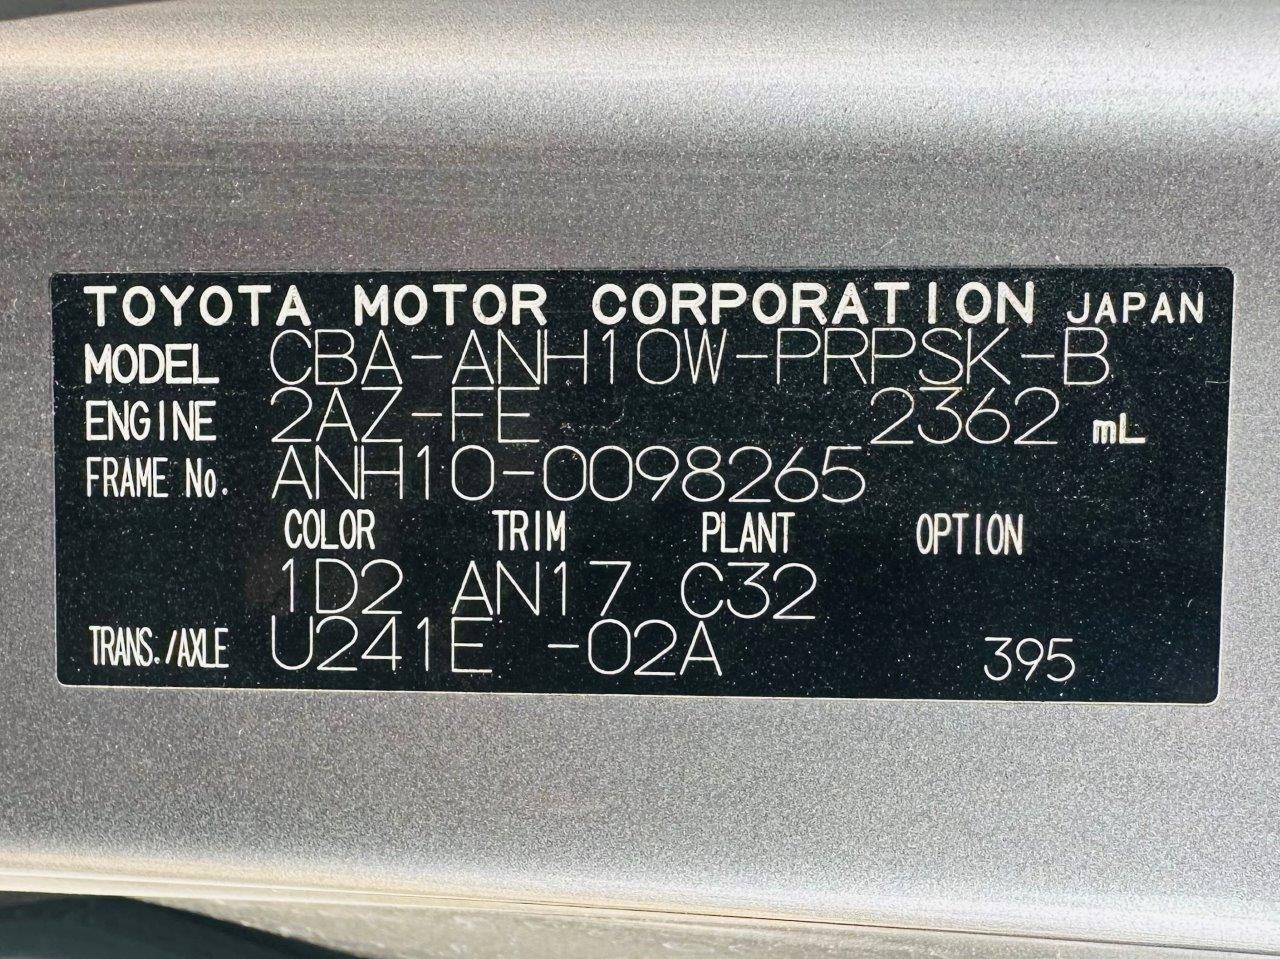 TOYOTA MOTOR CORPORATION JAPAN
MODEL CBA-ANH10W-PRPSK-B
ENGINE 2AZ-FE 2362 mL
FRAME No. ANH10-0098265
COLOR TRIM PLANT OPTION
1D2 AN17 C32
TRANS./AXLE U241E -02A 395